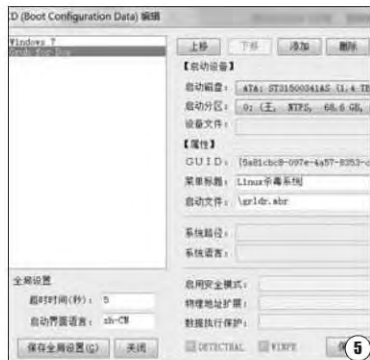 CD (Boot Configuration Data) 编辑
Windows 7
Grub for Dos
上移 下移 添加 删除
【启动设备】
启动磁盘： ATA: ST31500341AS (1.4 TB
启动分区： 0: (王, NTFS, 68.6 GB,
设备文件：
【属性】
GUID： {5a81cbc8-097e-4a57-8353-c
菜单标题： Linux杀毒系统
启动文件： \grldr.mbr
系统路径：
系统语言：
全局设置
超时时间(秒)： 5
启动界面语言： zh-CN
保存全局设置(G) 关闭
启用安全模式：
物理地址扩展：
数据执行保护：
DETECTHAL WINPE
5